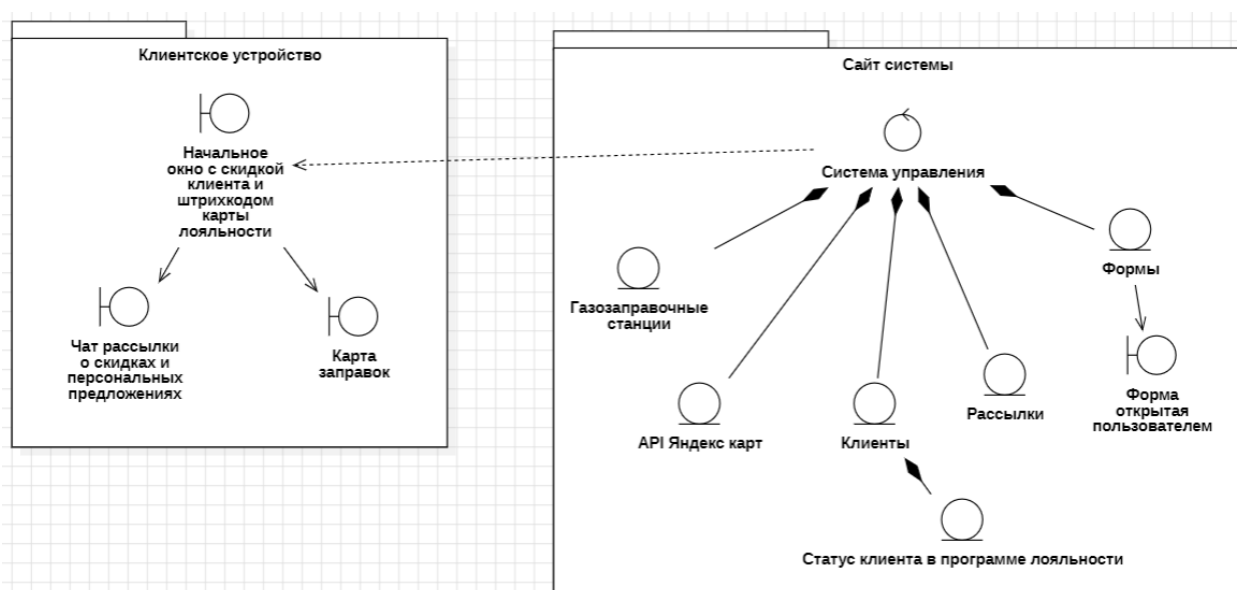 Клиентское устройство
Начальное
окно с скидкой
клиента и
штрихкодом
карты
лояльности
Чат рассылки
о скидках и
персональных
предложениях
Карта
заправок
Сайт системы
Система управления
Газозаправочные
станции
API Яндекс карт
Клиенты
Рассылки
Формы
Форма
открытая
пользователем
Статус клиента в программе лояльности